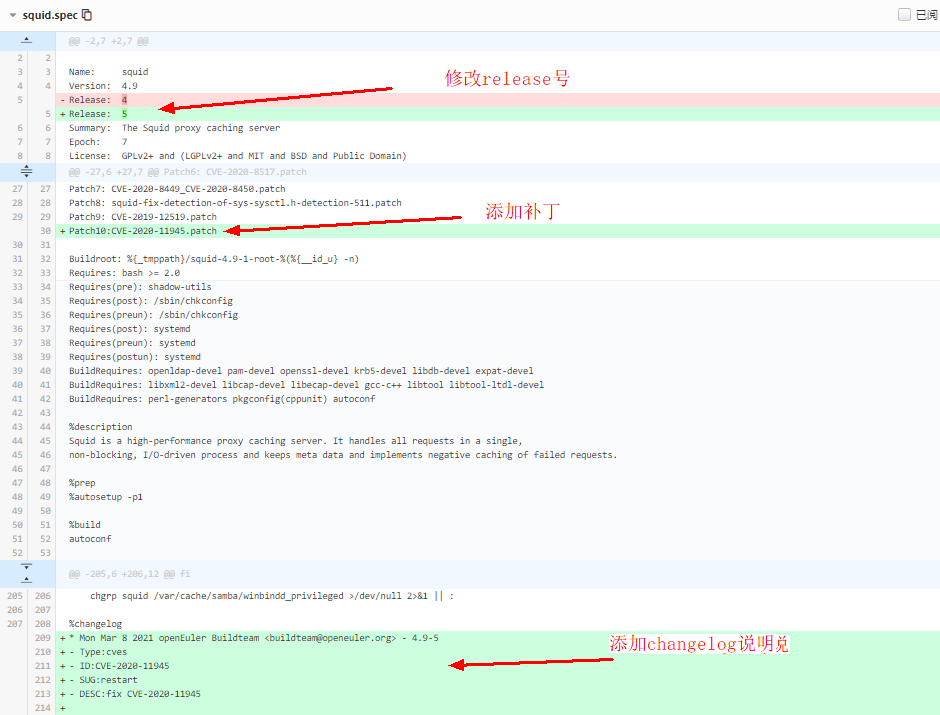 squid.spec
已阅
@@ -2,7 +2,7 @@
2 2
3 3 Name: squid
4 4 Version: 4.9
5 - Release: 4
5 + Release: 5
修改release号
6 6 Summary: The Squid proxy caching server
7 7 Epoch: 7
8 8 License: GPLv2+ and (LGPLv2+ and MIT and BSD and Public Domain)
@@ -27,6 +27,7 @@ Patch6: CVE-2020-8517.patch
27 27 Patch7: CVE-2020-8449_CVE-2020-8450.patch
28 28 Patch8: squid-fix-detection-of-sys-sysctl.h-detection-511.patch
29 29 Patch9: CVE-2019-12519.patch
添加补丁
30 + Patch10:CVE-2020-11945.patch
30 31
31 32 Buildroot: %{_tmppath}/squid-4.9-1-root-%(%{__id_u} -n)
32 33 Requires: bash >= 2.0
33 34 Requires(pre): shadow-utils
34 35 Requires(post): /sbin/chkconfig
35 36 Requires(preun): /sbin/chkconfig
36 37 Requires(post): systemd
37 38 Requires(preun): systemd
38 39 Requires(postun): systemd
39 40 BuildRequires: openldap-devel pam-devel openssl-devel krb5-devel libdb-devel expat-devel
40 41 BuildRequires: libxml2-devel libcap-devel libecap-devel gcc-c++ libtool libtool-ltdl-devel
41 42 BuildRequires: perl-generators pkgconfig(cppunit) autoconf
42 43
43 44 %description
44 45 Squid is a high-performance proxy caching server. It handles all requests in a single,
45 46 non-blocking, I/O-driven process and keeps meta data and implements negative caching of failed requests.
46 47
47 48 %prep
48 49 %autosetup -p1
49 50
50 51 %build
51 52 autoconf
52 53
@@ -205,6 +206,12 @@ fi
205 206 chgrp squid /var/cache/samba/winbindd_privileged >/dev/null 2>&1 || :
206 207
207 208 %changelog
209 + * Mon Mar 8 2021 openEuler Buildteam <buildteam@openeuler.org> - 4.9-5
添加changelog说明兑
210 + - Type:cves
211 + - ID:CVE-2020-11945
212 + - SUG:restart
213 + - DESC:fix CVE-2020-11945
214 +